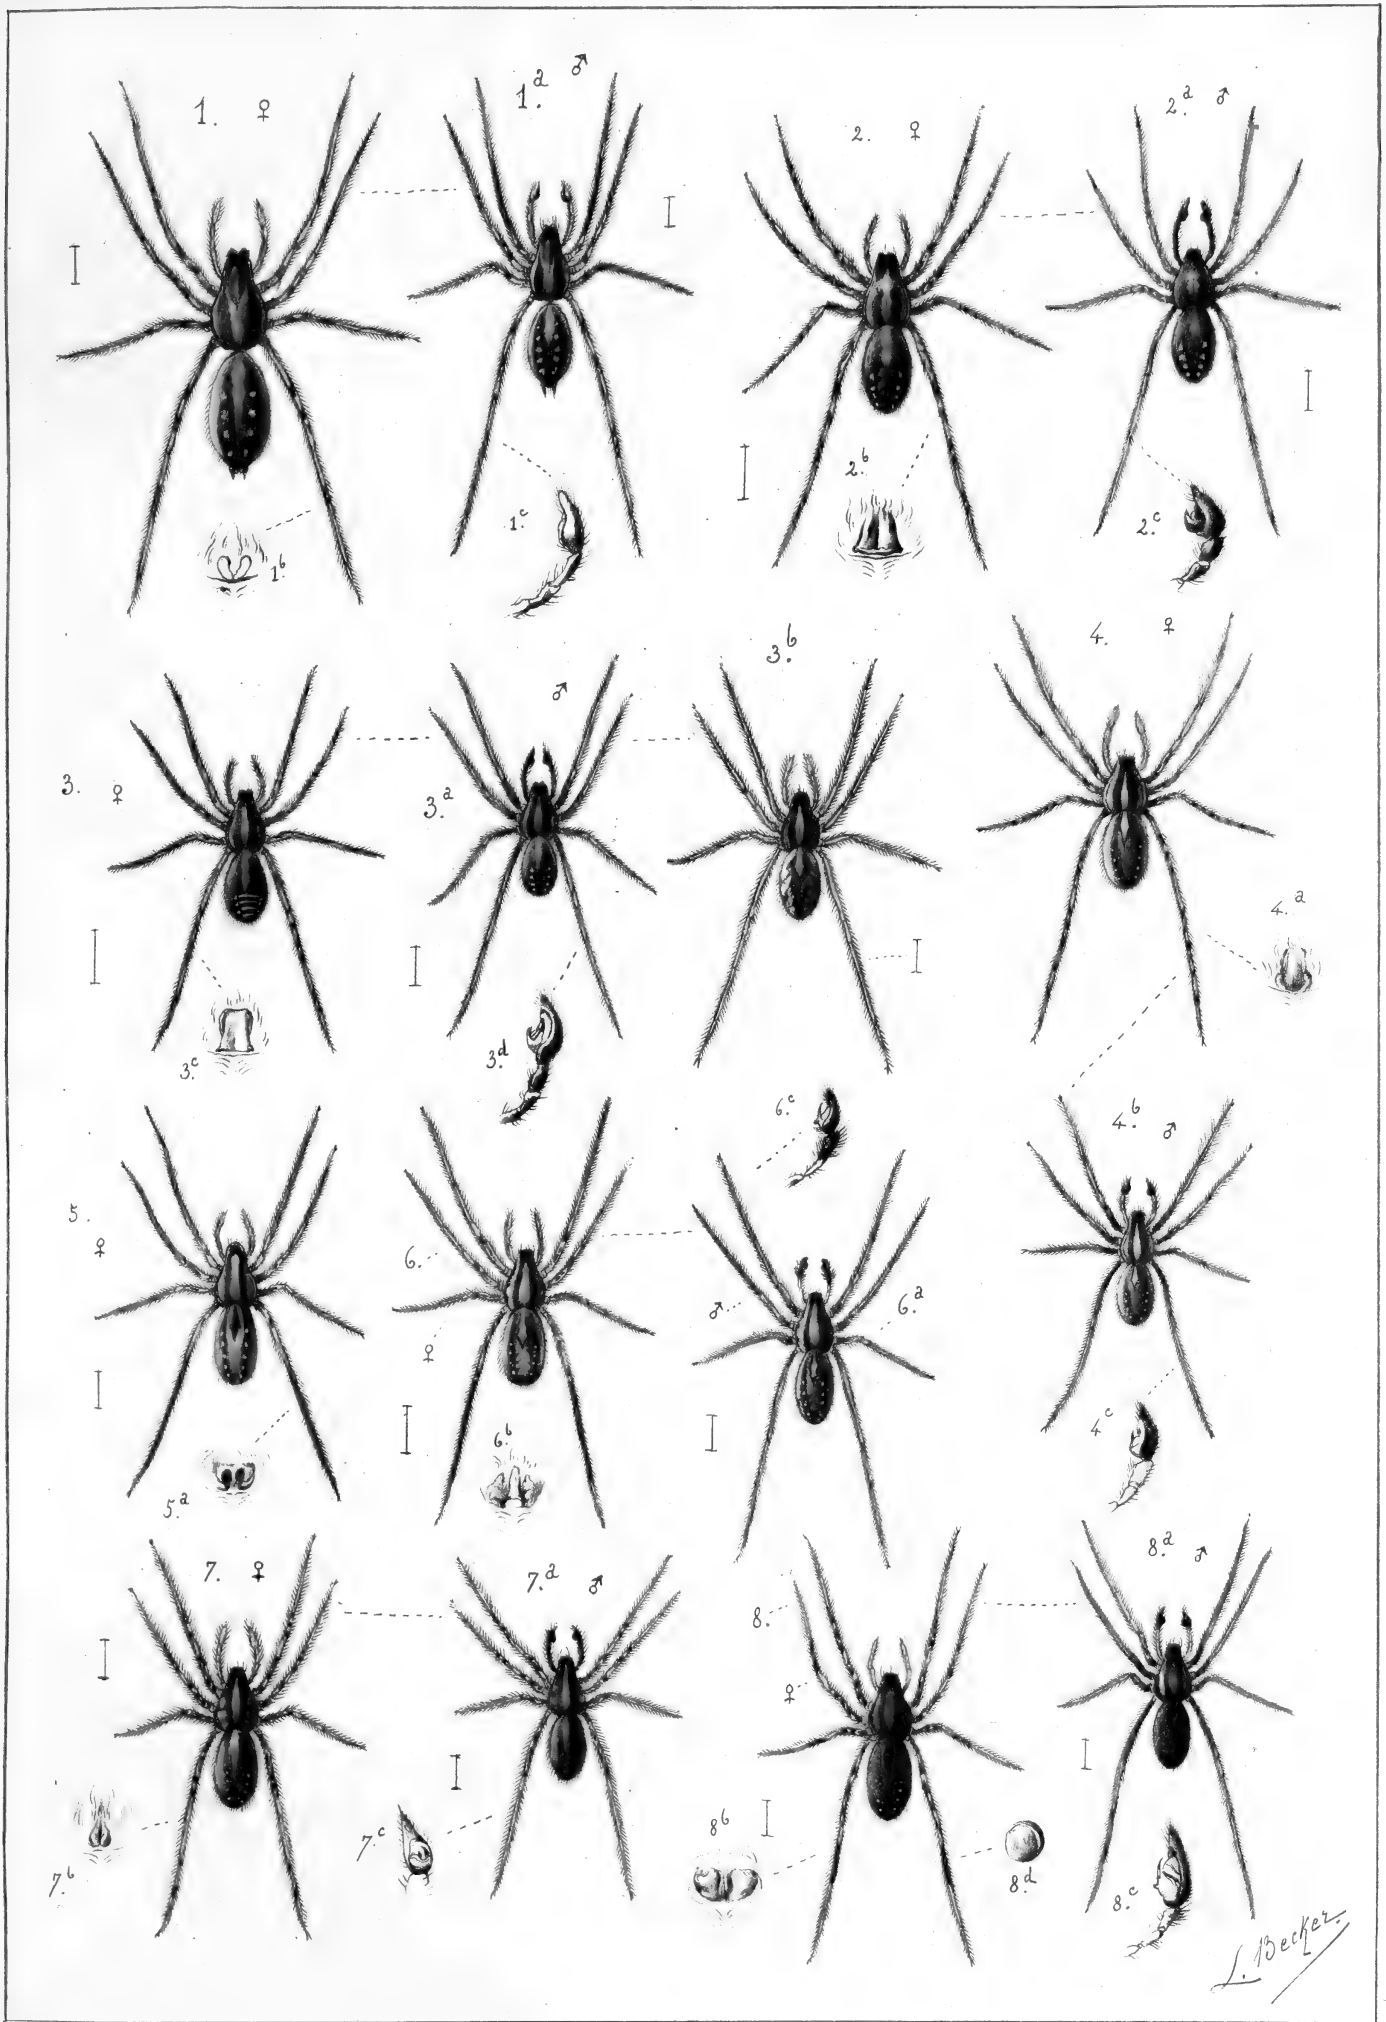 1. ♀
1.a ♂
2. ♀
2.a ♂
1.b
1.c
2.b
2.c
3. ♀
3.a ♂
3.b
4. ♀
4.a
3.c
3.d
6.c
4.b ♂
5. ♀
6. ♀
6.a ♂
5.a
6.b
4.c
7. ♀
7.a ♂
8. ♀
8.a ♂
7.b
7.c
8.b
8.d
8.c
L. Becker.